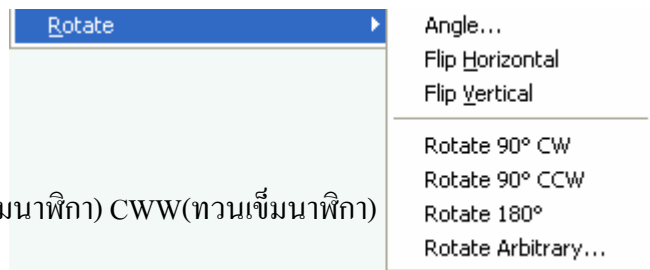 Rotate
Angle...
Flip Horizontal
Flip Vertical
Rotate 90° CW
Rotate 90° CCW
Rotate 180°
Rotate Arbitrary...
มนาฬิกา) CWW(ทวนเข็มนาฬิกา)